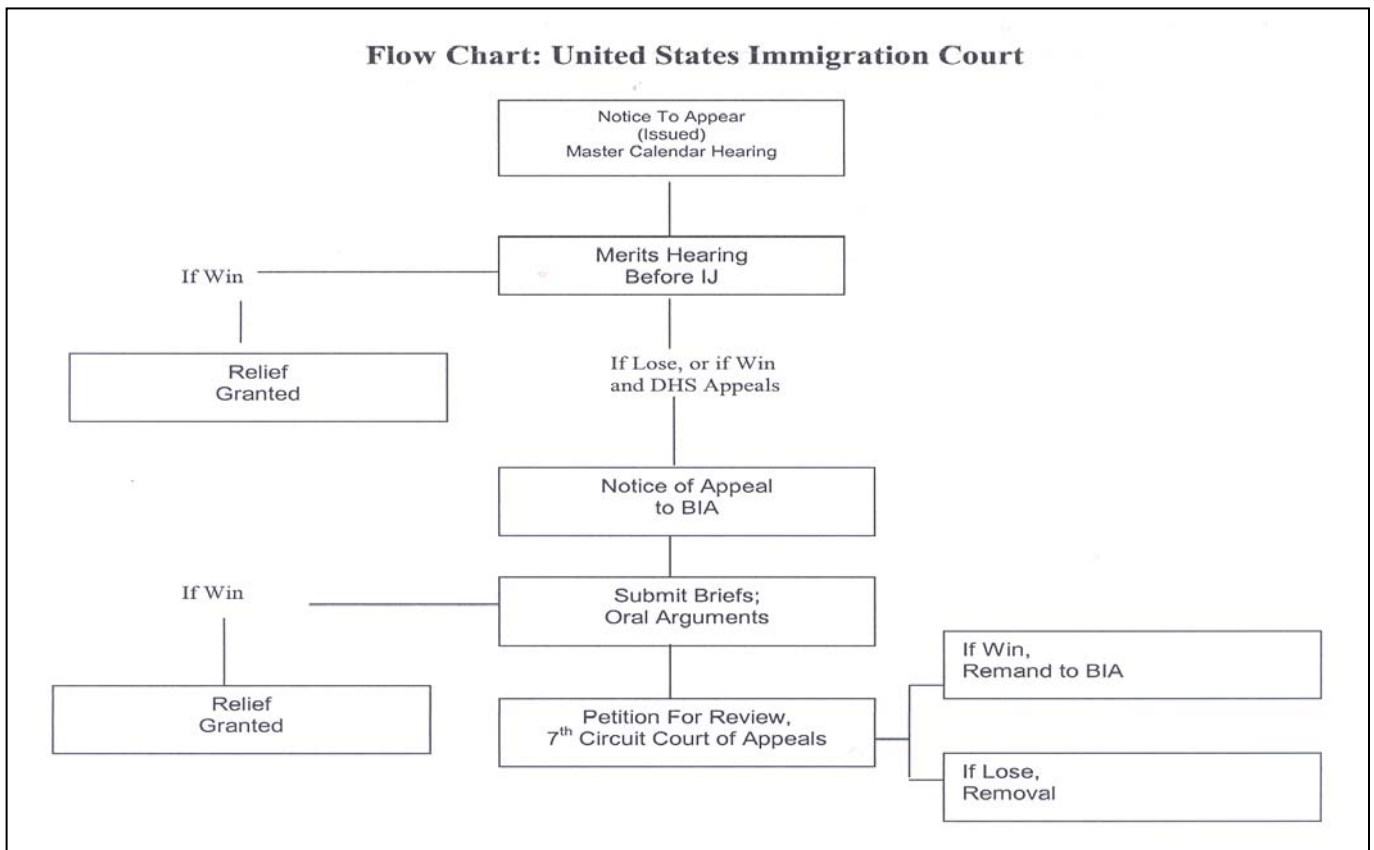 Flow Chart: United States Immigration Court
Notice To Appear
(Issued)
Master Calendar Hearing
Merits Hearing
Before IJ
If Win
Relief
Granted
If Lose, or if Win
and DHS Appeals
Notice of Appeal
to BIA
Submit Briefs;
Oral Arguments
If Win
Relief
Granted
Petition For Review,
7th Circuit Court of Appeals
If Win,
Remand to BIA
If Lose,
Removal